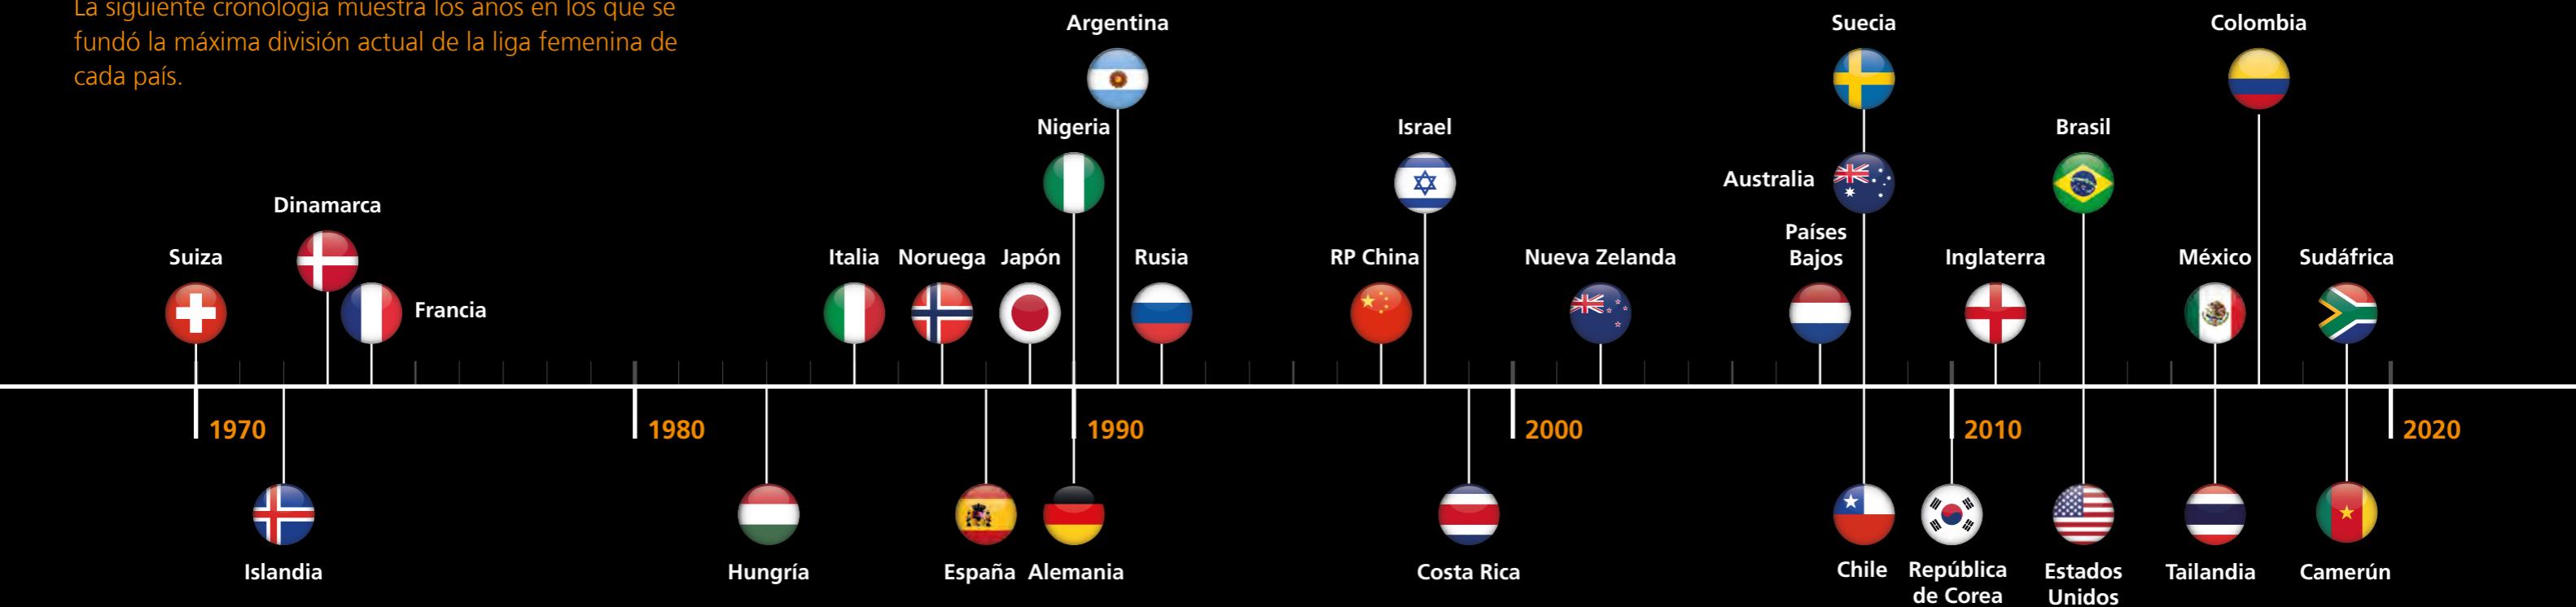 La siguiente cronología muestra los años en los que se
fundó la máxima división actual de la liga femenina de
cada país.
Argentina
Suecia
Colombia
Nigeria
Israel
Brasil
Australia
Dinamarca
Países
Bajos
Suiza
Italia
Noruega
Japón
Rusia
RP China
Nueva Zelanda
Inglaterra
México
Sudáfrica
Francia
1970
1980
1990
2000
2010
2020
Islandia
Hungría
España
Alemania
Costa Rica
Chile
República
de Corea
Estados
Unidos
Tailandia
Camerún